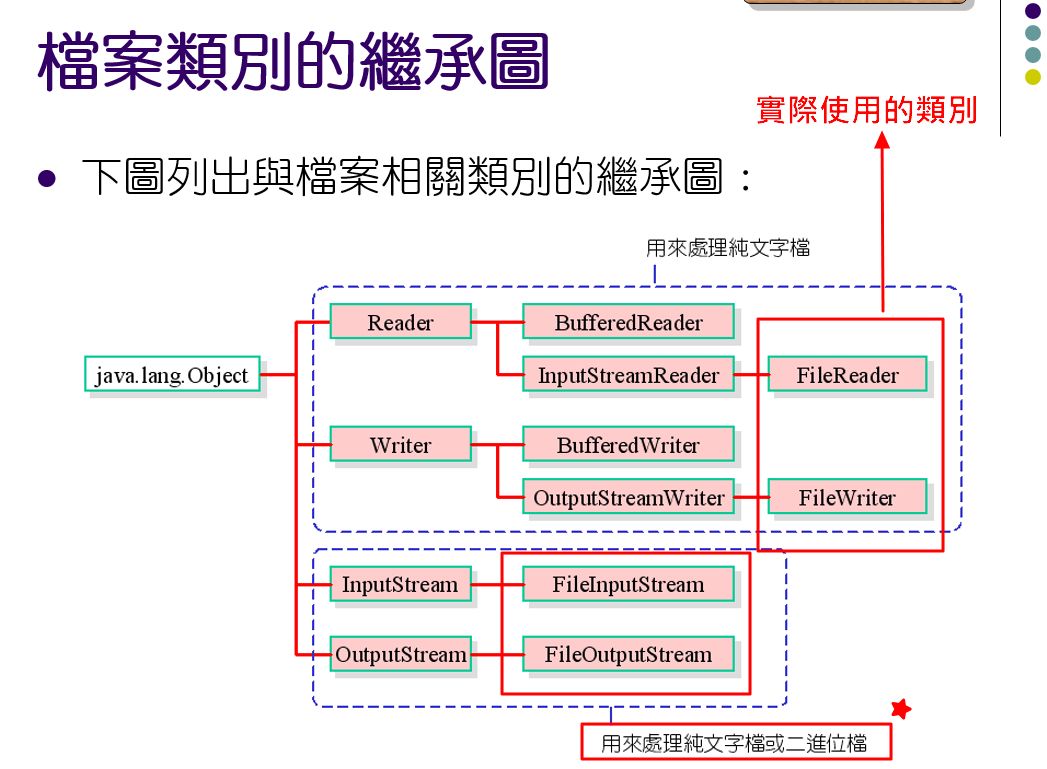 檔案類別的繼承圖
實際使用的類別
下圖列出與檔案相關類別的繼承圖：
用來處理純文字檔
Reader
BufferedReader
java.lang.Object
InputStreamReader
FileReader
Writer
BufferedWriter
OutputStreamWriter
FileWriter
InputStream
FileInputStream
OutputStream
FileOutputStream
用來處理純文字檔或二進位檔